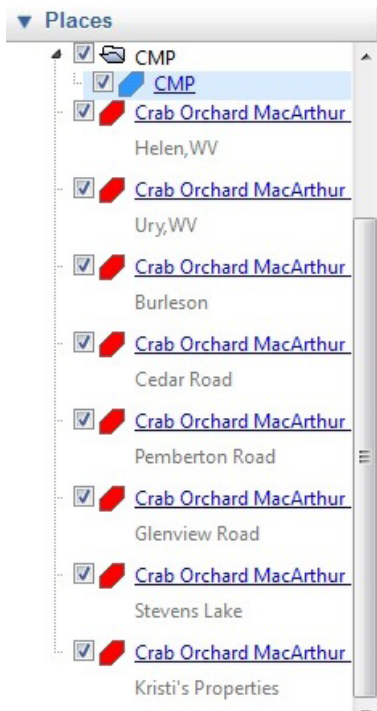 Places
CMP
CMP
Crab Orchard MacArthur
Helen,WV
Crab Orchard MacArthur
Ury,WV
Crab Orchard MacArthur
Burleson
Crab Orchard MacArthur
Cedar Road
Crab Orchard MacArthur
Pemberton Road
Crab Orchard MacArthur
Glenview Road
Crab Orchard MacArthur
Stevens Lake
Crab Orchard MacArthur
Kristi's Properties